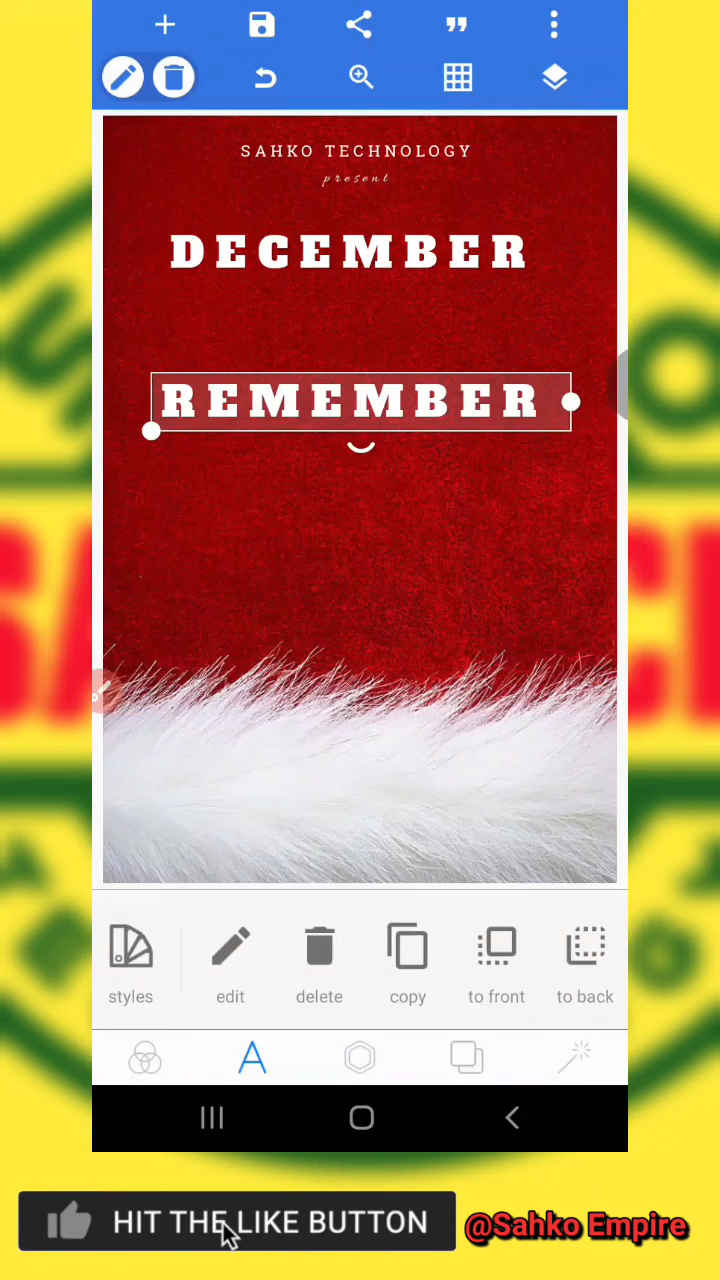 SAHKO TECHNOLOGY
present
DECEMBER
REMEMBER
styles
edit
delete
copy
to front
to back
HIT THE LIKE BUTTON
@Sahko Empire